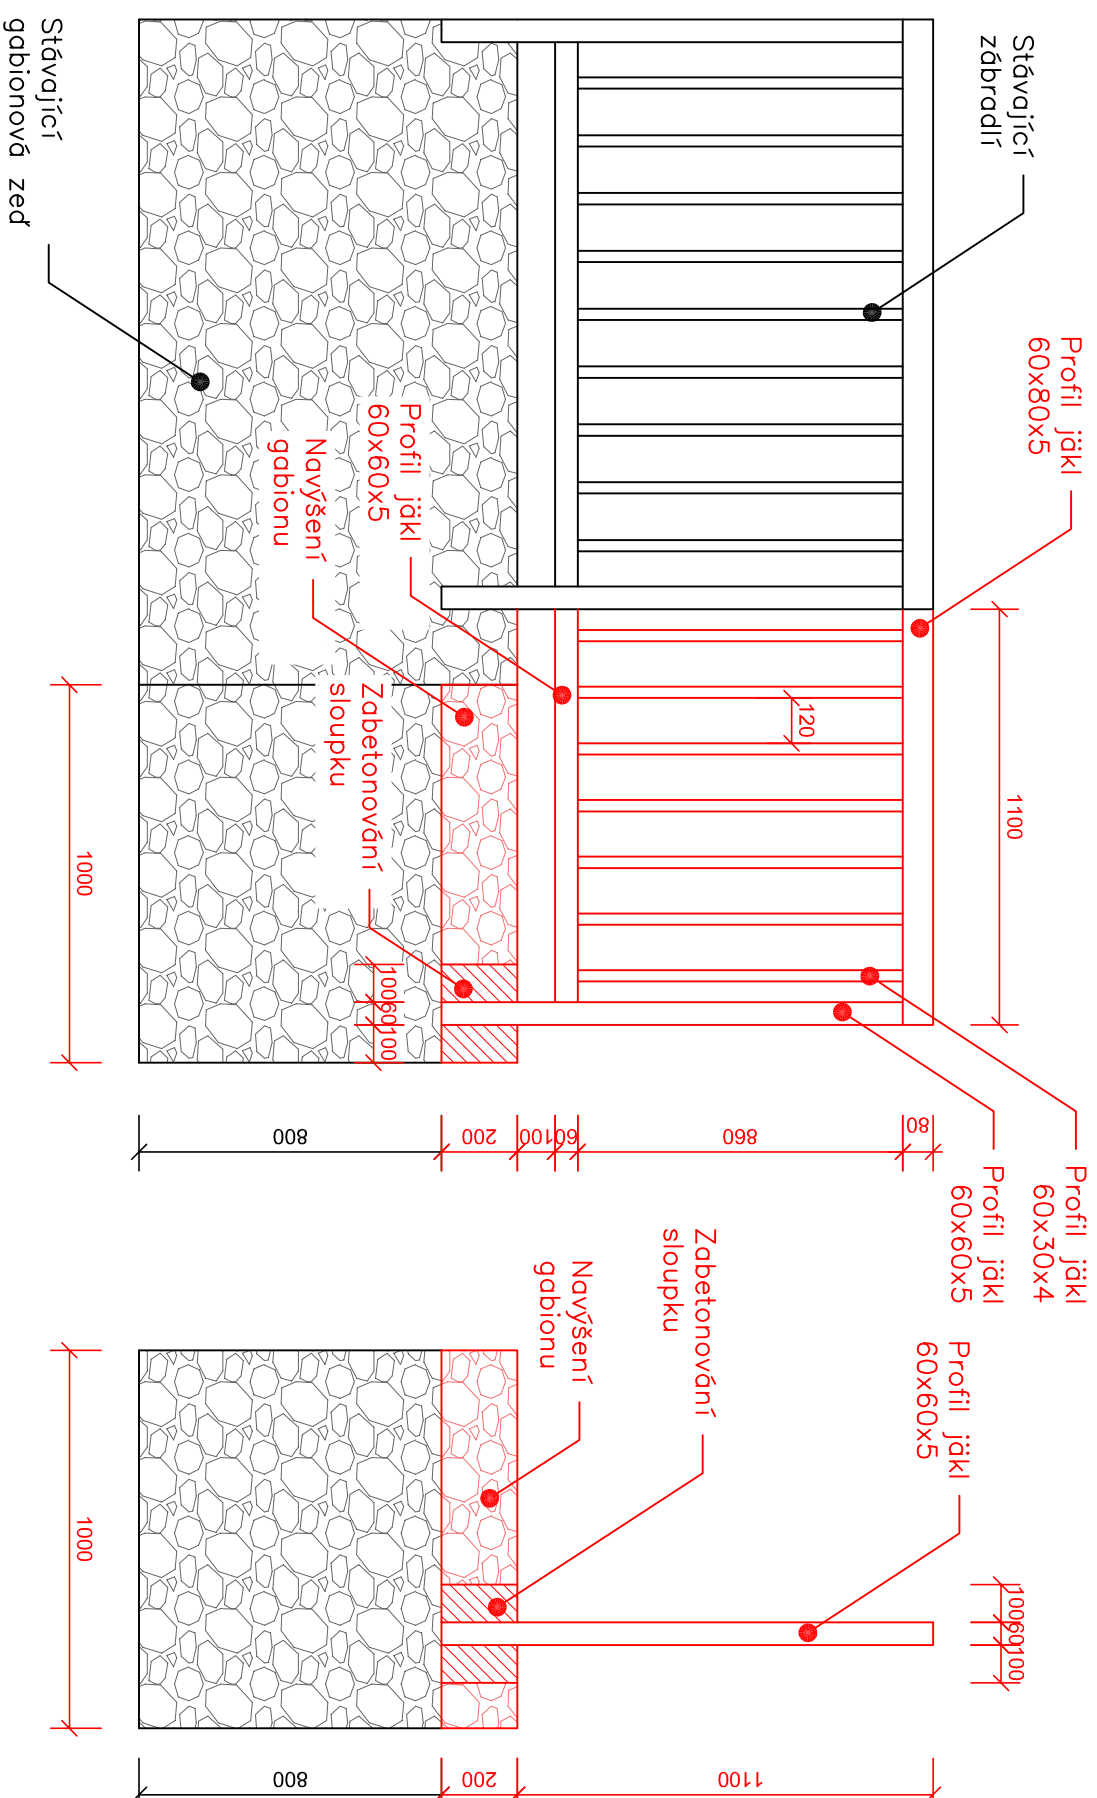 Stávající
zábradlí
Profil jäkl
60x80x5
Stávající
gabionová zeď
Profil jäkl
60x60x5
Navýšení
gabionu
Zabetonování
sloupku
120
1100
1000
100
60
100
800
200
100
60
860
80
Profil jäkl
60x30x4
Profil jäkl
60x60x5
Profil jäkl
60x60x5
Zabetonování
sloupku
Navýšení
gabionu
100
60
100
1000
800
200
1100